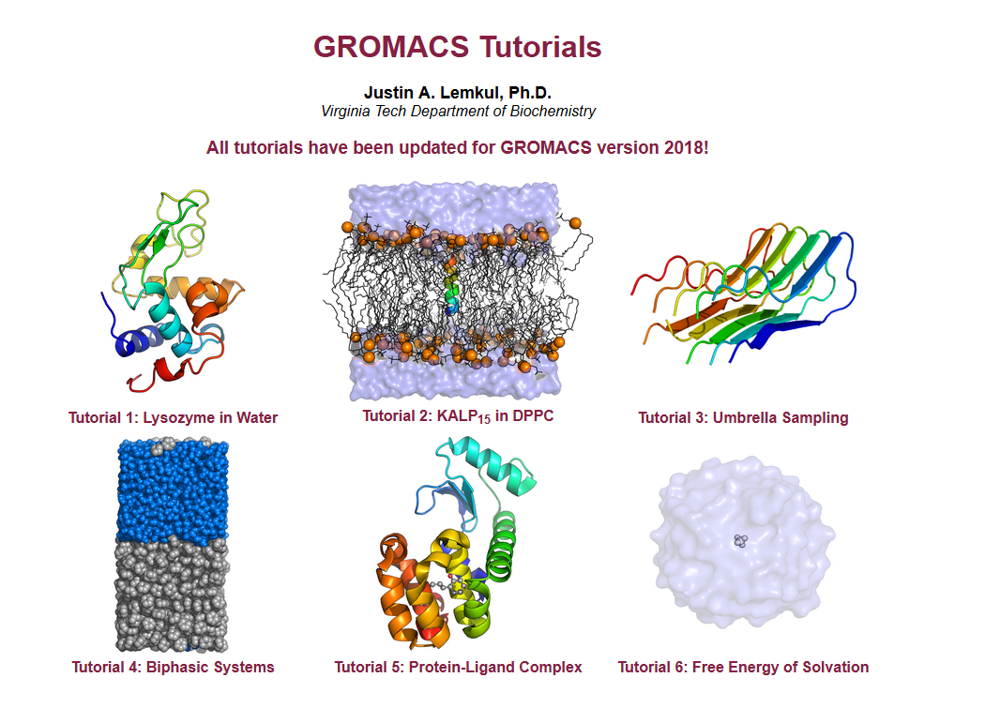 GROMACS Tutorials
Justin A. Lemkul, Ph.D.
Virginia Tech Department of Biochemistry
All tutorials have been updated for GROMACS version 2018!
Tutorial 1: Lysozyme in Water
Tutorial 2: KALP15 in DPPC
Tutorial 3: Umbrella Sampling
Tutorial 4: Biphasic Systems
Tutorial 5: Protein-Ligand Complex
Tutorial 6: Free Energy of Solvation